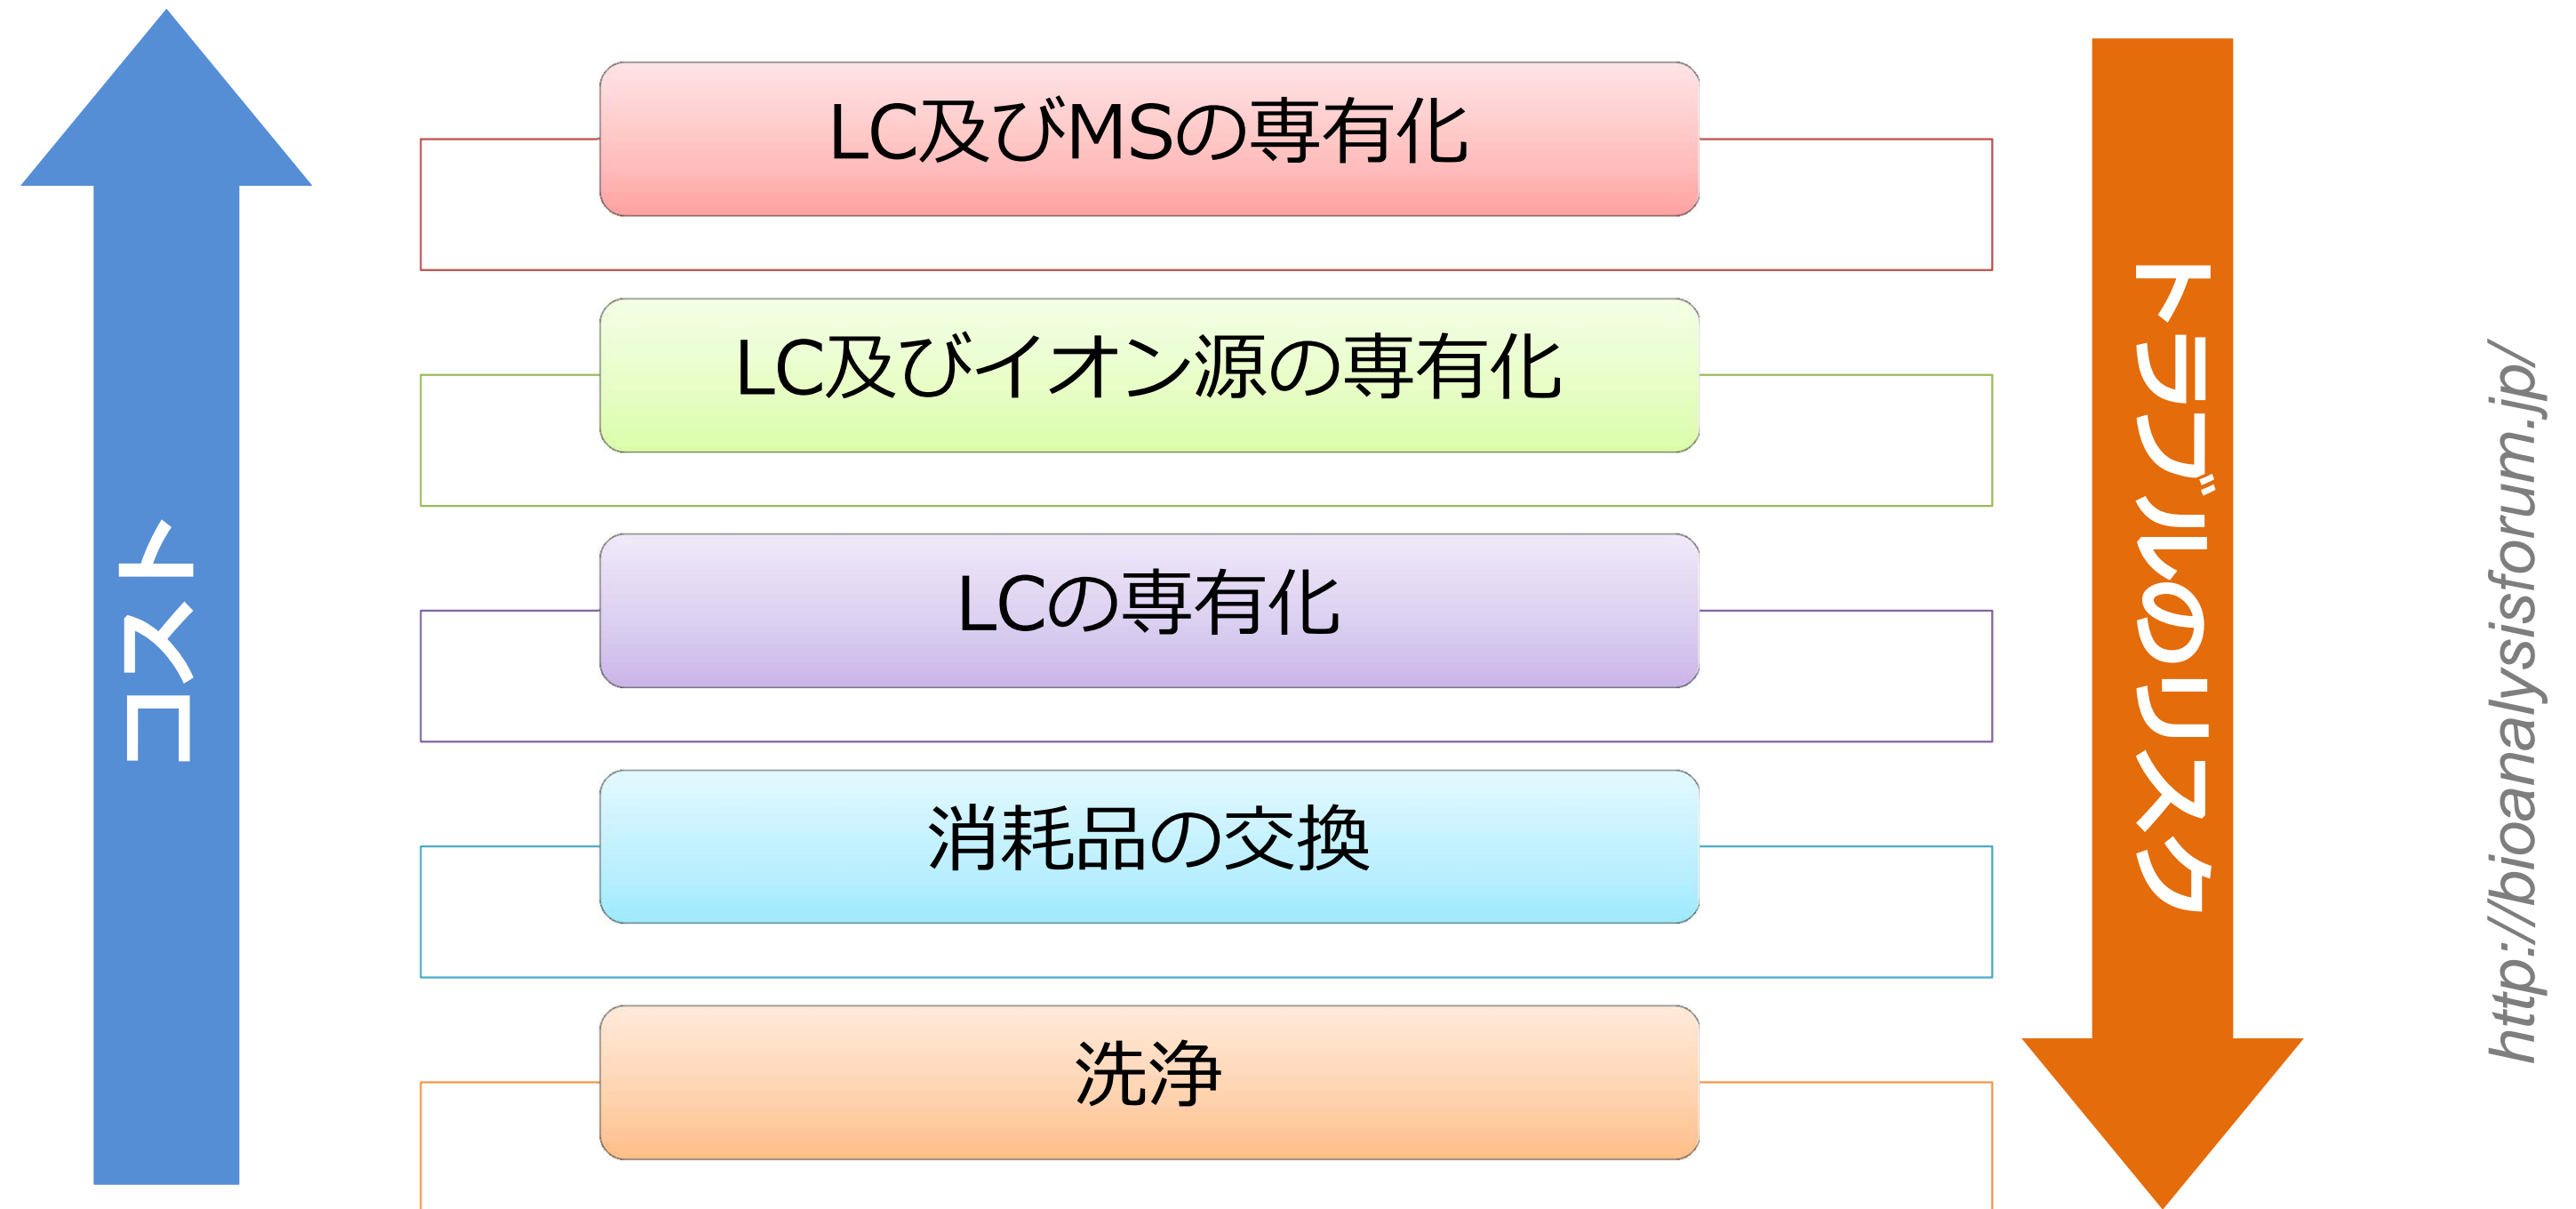 コスト
LC及びMSの専有化
LC及びイオン源の専有化
LCの専有化
消耗品の交換
洗浄
トラブルのリスク
http://bioanalysisforum.jp/